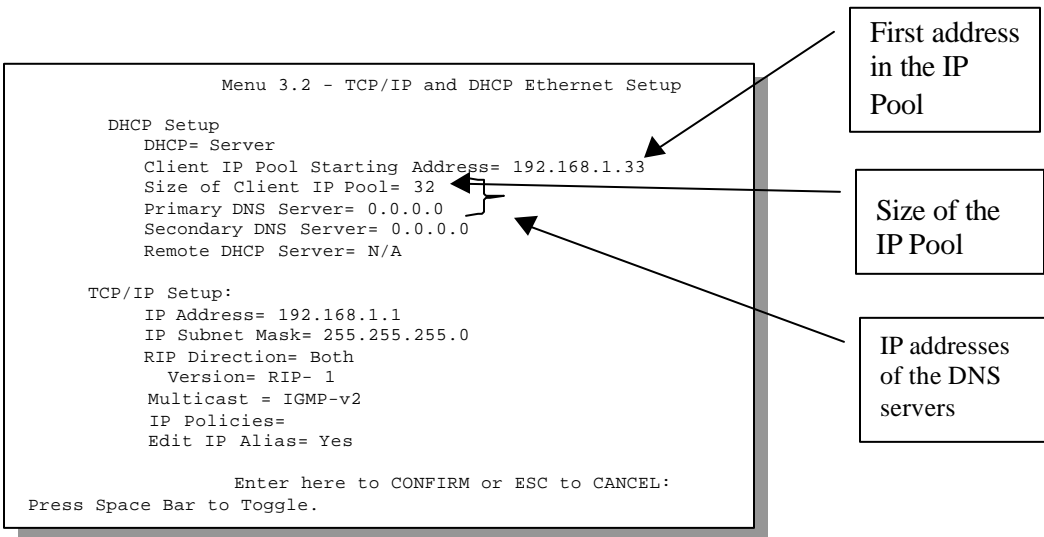 Menu 3.2 - TCP/IP and DHCP Ethernet Setup
DHCP Setup
DHCP= Server
Client IP Pool Starting Address= 192.168.1.33
Size of Client IP Pool= 32
Primary DNS Server= 0.0.0.0
Secondary DNS Server= 0.0.0.0
Remote DHCP Server= N/A
TCP/IP Setup:
IP Address= 192.168.1.1
IP Subnet Mask= 255.255.255.0
RIP Direction= Both
Version= RIP- 1
Multicast = IGMP-v2
IP Policies=
Edit IP Alias= Yes
Enter here to CONFIRM or ESC to CANCEL:
Press Space Bar to Toggle.
First address
in the IP
Pool
Size of the
IP Pool
IP addresses
of the DNS
servers